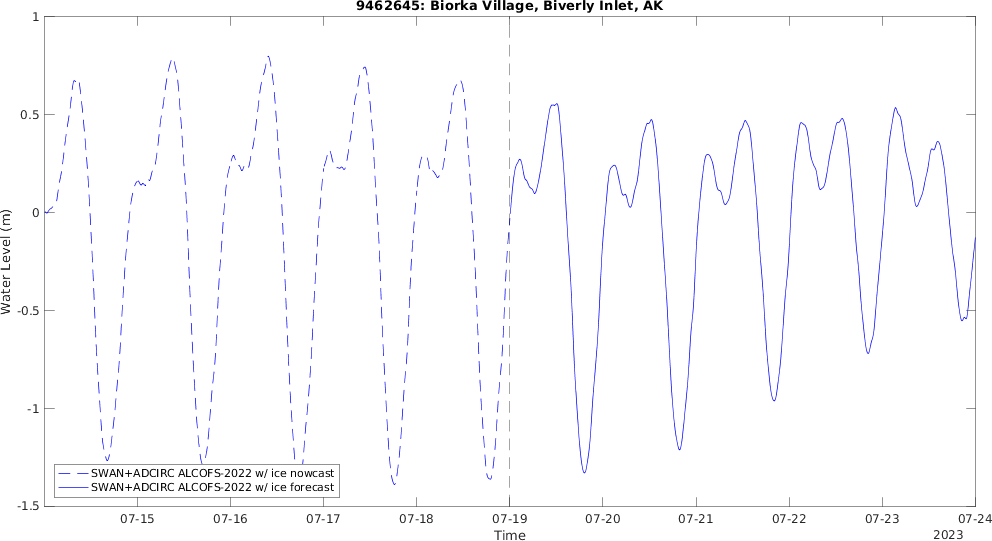 9462645: Biorka Village, Biverly Inlet, AK
Water Level (m)
1
0.5
0
-0.5
-1
-1.5
SWAN+ADCIRC ALCOFS-2022 w/ ice nowcast
SWAN+ADCIRC ALCOFS-2022 w/ ice forecast
07-15 07-16 07-17 07-18 07-19 07-20 07-21 07-22 07-23 07-24
Time
2023